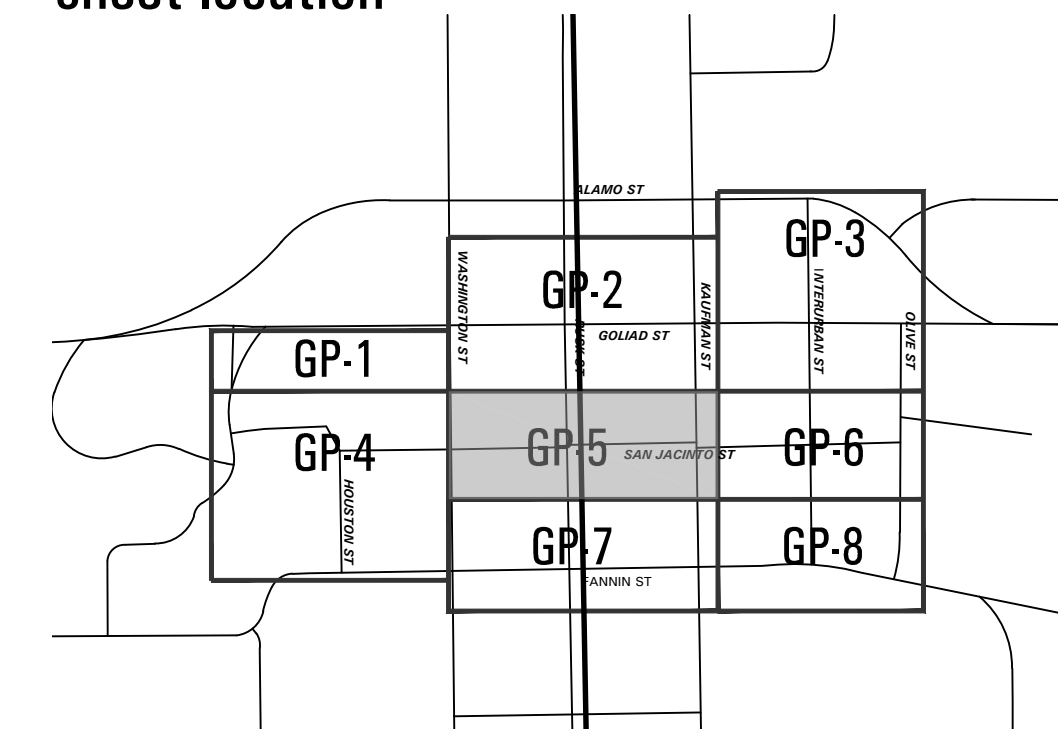 sheet location
ALAMO ST
GP-3
WASHINGTON ST
GP-2
KAUFMAN ST
INTERURBAN ST
OLIVE ST
GOLIAD ST
GP-1
GP-4
GP-5
SAN JACINTO ST
GP-6
HOUSTON ST
GP-7
GP-8
FANNIN ST